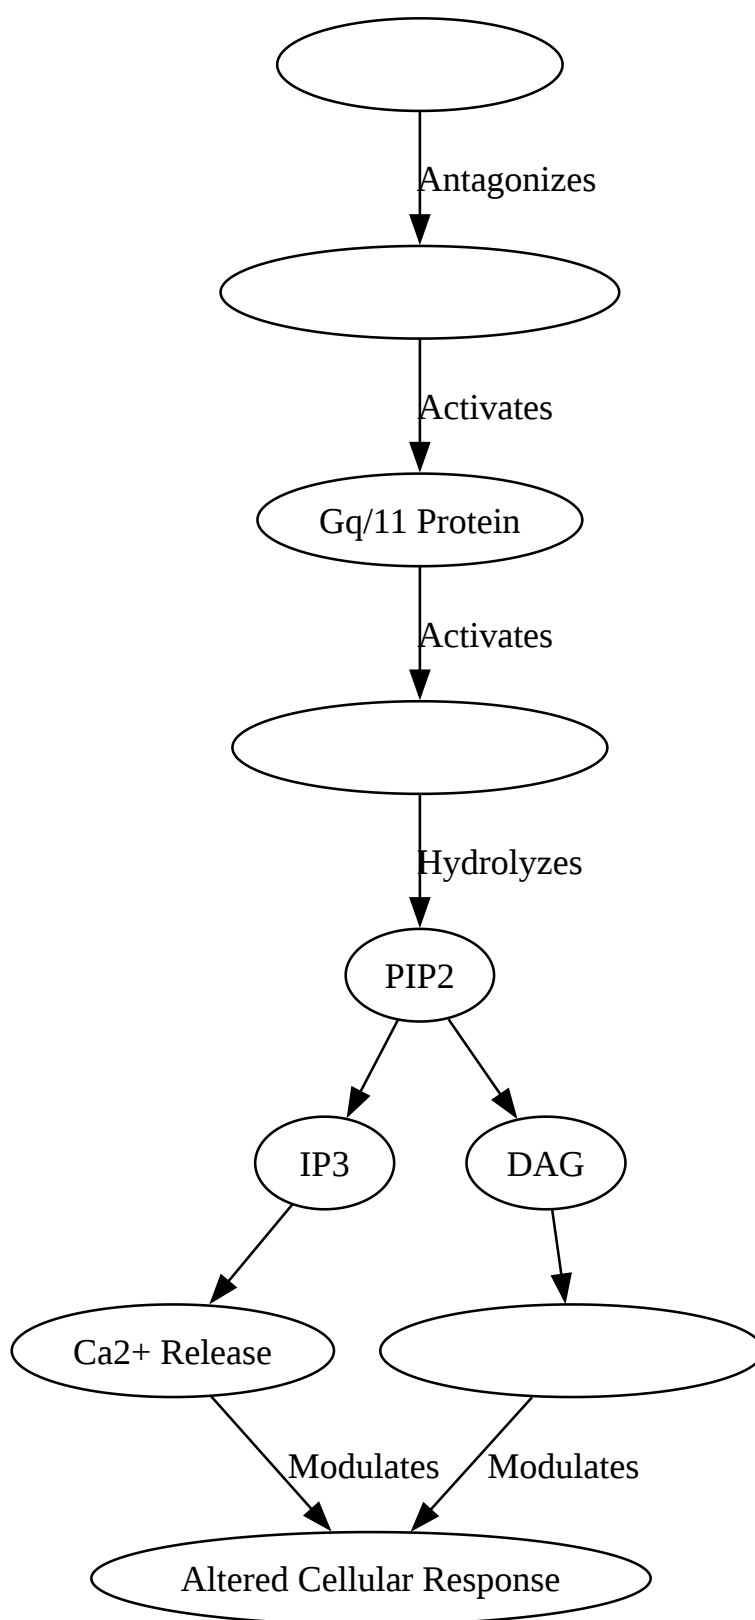 Antagonizes
Activates
Gq/11 Protein
Activates
Hydrolyzes
PIP2
IP3
DAG
Ca2+ Release
Modulates
Modulates
Altered Cellular Response